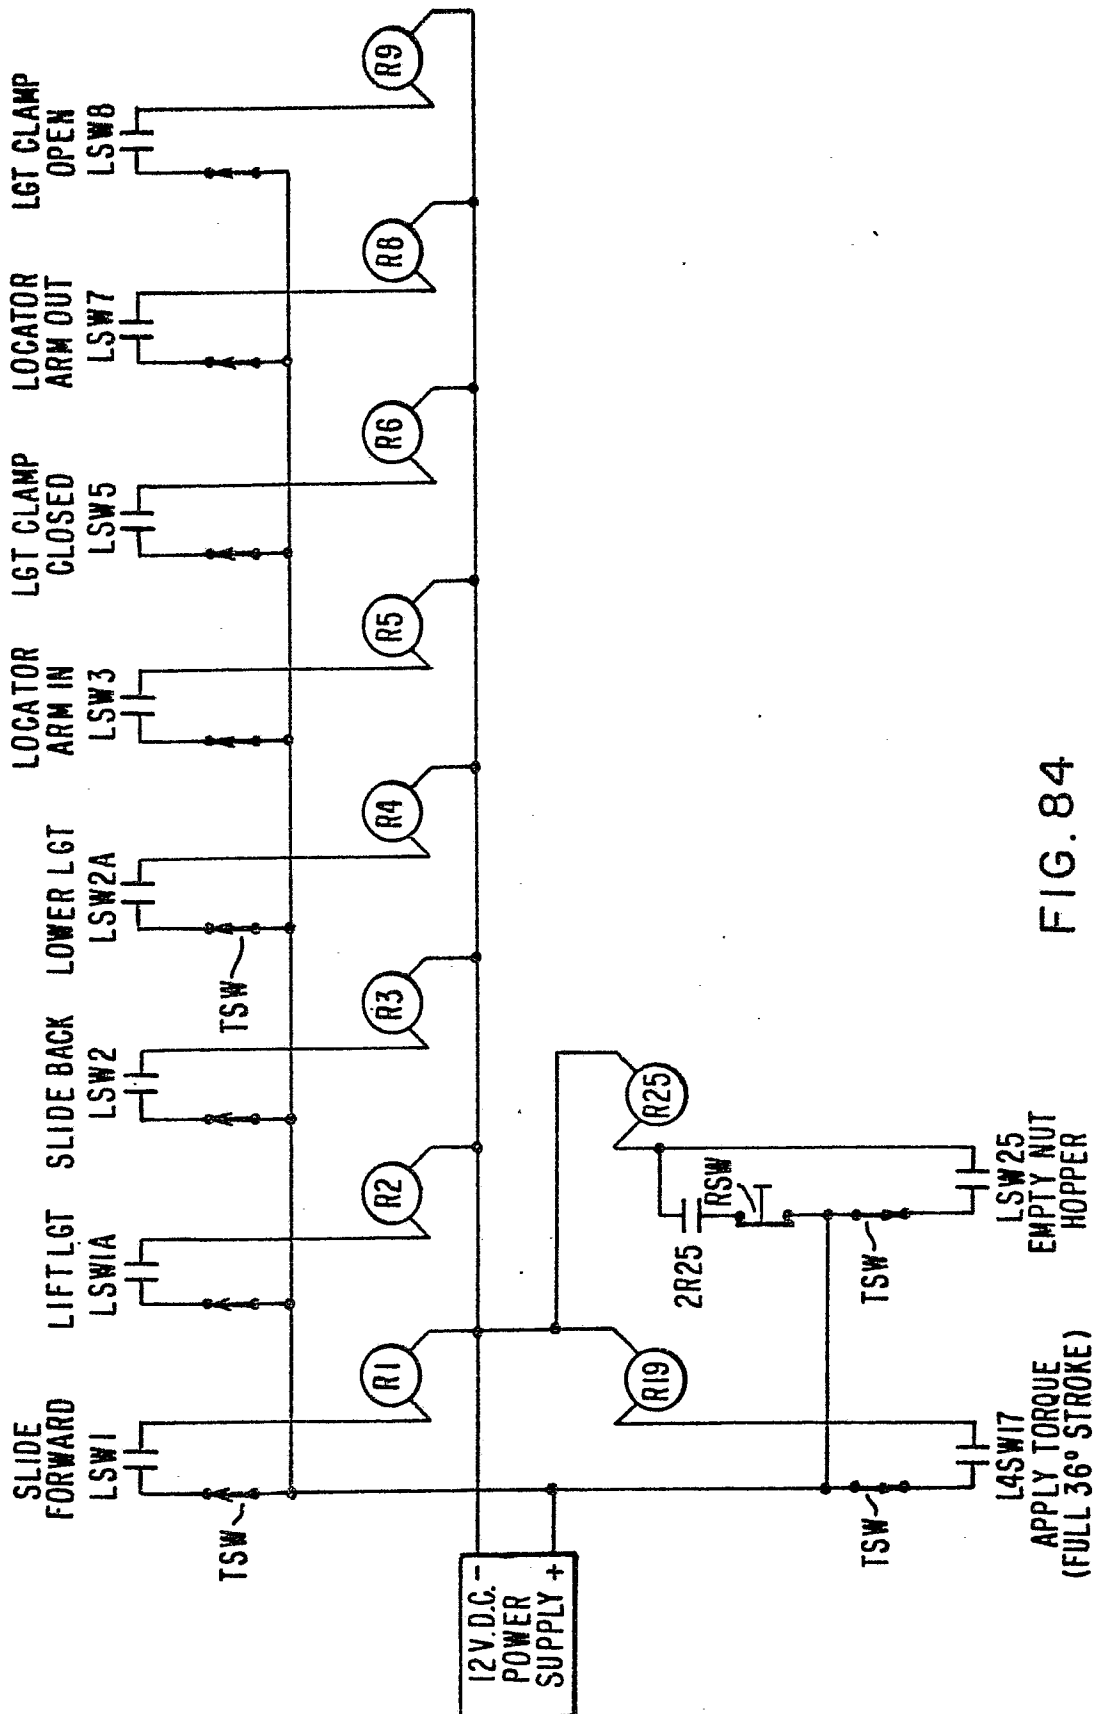 SLIDE
FORWARD
LSW1
LIFT LGT
LSW1A
SLIDE BACK
LSW2
LOWER LGT
LSW2A
LOCATOR
ARM IN
LSW3
LGT CLAMP
CLOSED
LSW5
LOCATOR
ARM OUT
LSW7
LGT CLAMP
OPEN
LSW8
TSW
TSW
R1
R2
R3
R4
R5
R6
R8
R9
12 V.D.C. -
POWER
SUPPLY +
R19
R25
2R25
RSW
TSW
TSW
L4SW17
APPLY TORQUE
(FULL 36° STROKE)
LSW25
EMPTY NUT
HOPPER
FIG. 84